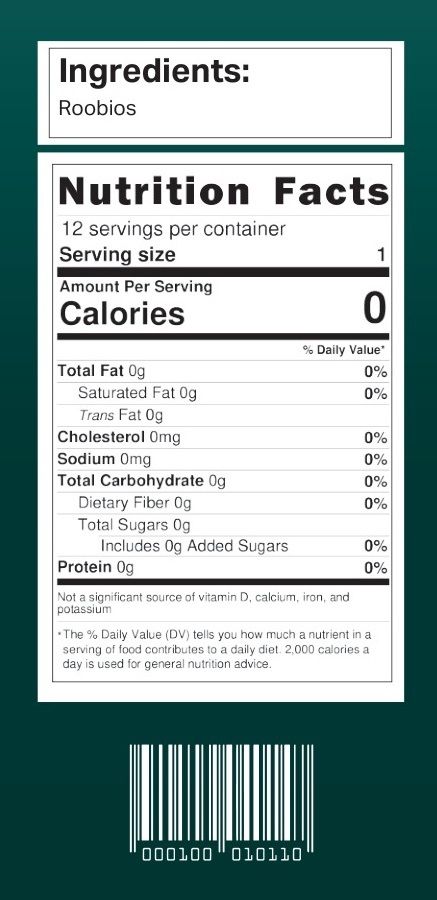 Ingredients:
Roobios
Nutrition Facts
12 servings per container
Serving size 1
Amount Per Serving
Calories 0
% Daily Value*
Total Fat 0g 0%
Saturated Fat 0g 0%
Trans Fat 0g
Cholesterol 0mg 0%
Sodium 0mg 0%
Total Carbohydrate 0g 0%
Dietary Fiber 0g 0%
Total Sugars 0g
Includes 0g Added Sugars 0%
Protein 0g 0%
Not a significant source of vitamin D, calcium, iron, and
potassium
*The % Daily Value (DV) tells you how much a nutrient in a
serving of food contributes to a daily diet. 2,000 calories a
day is used for general nutrition advice.
000100 010110